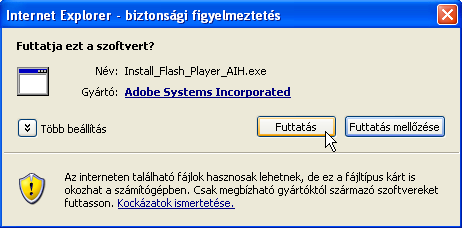 Internet Explorer - biztonsági figyelmeztetés
Futtatja ezt a szoftvert?
Név: Install_Flash_Player_AIH.exe
Gyártó: Adobe Systems Incorporated
Több beállítás
Futtatás
Futtatás mellőzése
Az interneten található fájlok hasznosak lehetnek, de ez a fájltípus kárt is
okozhat a számítógépben. Csak megbízható gyártóktól származó szoftvereket
futtasson. Kockázatok ismertetése.